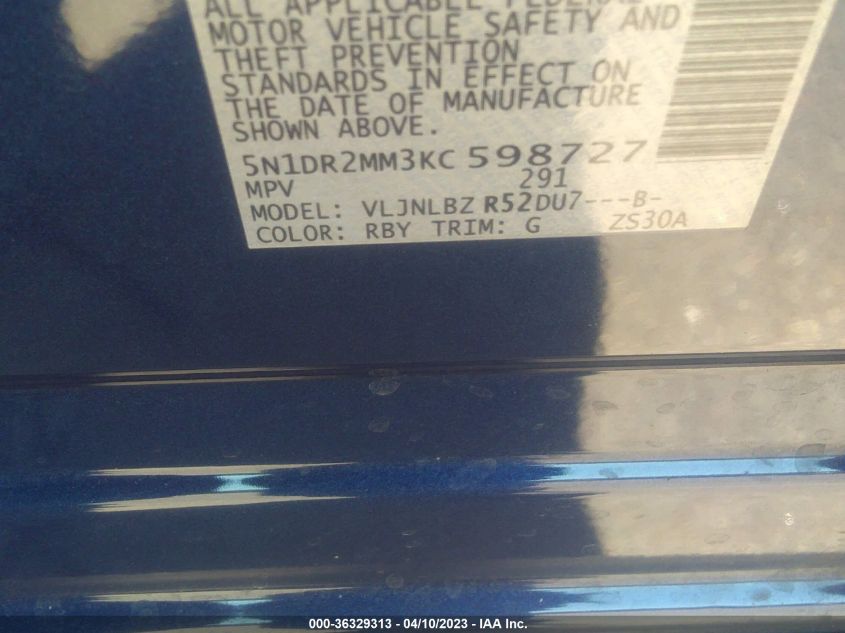 ALL APPLICABLE FEDERAL
MOTOR VEHICLE SAFETY AND
THEFT PREVENTION
STANDARDS IN EFFECT ON
THE DATE OF MANUFACTURE
SHOWN ABOVE.
5N1DR2MM3KC 598727
MPV 291
MODEL: VLJNLBZ R52DU7---B-
COLOR: RBY TRIM: G ZS30A
000-36329313 - 04/10/2023 - IAA Inc.